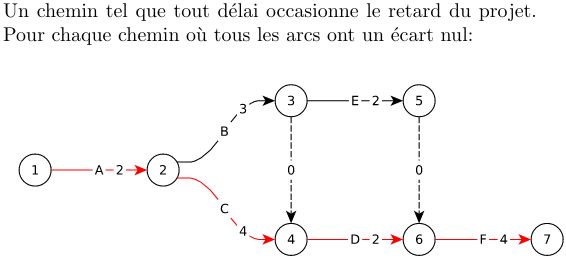 Un chemin tel que tout délai occasionne le retard du projet.
Pour chaque chemin où tous les arcs ont un écart nul:
3 E-2 5
3
B
1 A-2 2 0 0
C
4
4 D-2 6 F-4 7